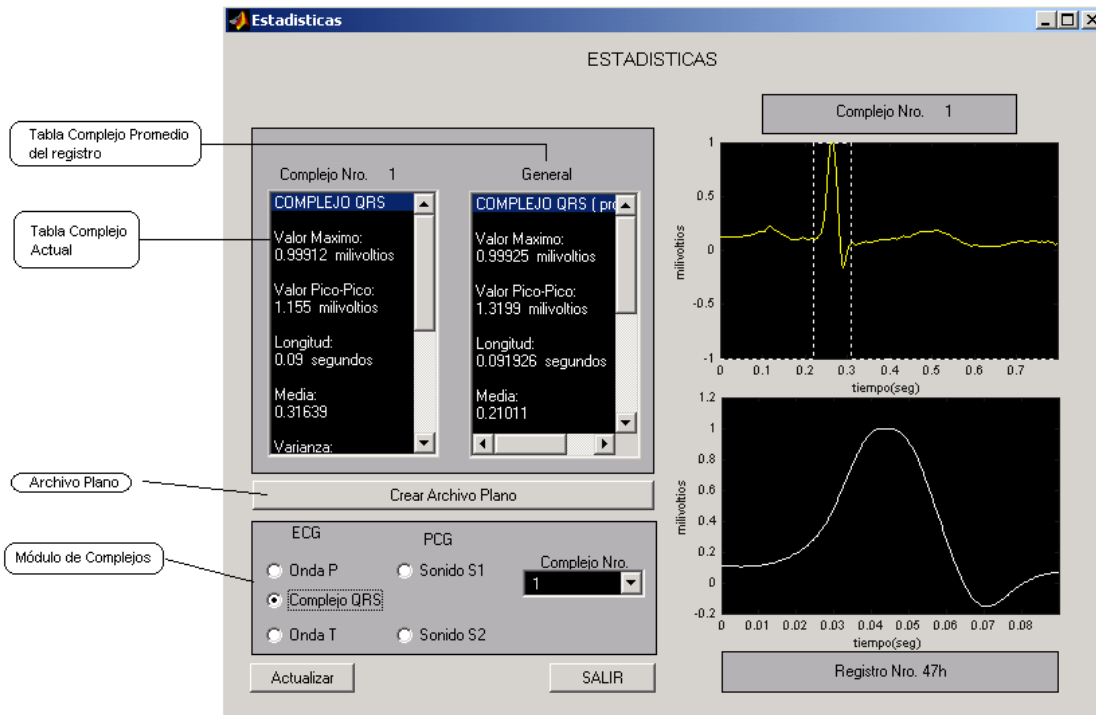 Estadisticas
ESTADISTICAS
Tabla Complejo Promedio
del registro
Tabla Complejo
Actual
Archivo Plano
Módulo de Complejos
Complejo Nro. 1
COMPLEJO QRS
Valor Maximo:
0.99912 milivoltios
Valor Pico-Pico:
1.155 milivoltios
Longitud:
0.09 segundos
Media:
0.31639
Varianza:
General
COMPLEJO QRS ( pro
Valor Maximo:
0.99925 milivoltios
Valor Pico-Pico:
1.3199 milivoltios
Longitud:
0.091926 segundos
Media:
0.21011
Crear Archivo Plano
ECG
PCG
Onda P
Complejo QRS
Onda T
Sonido S1
Sonido S2
Complejo Nro.
1
Actualizar
SALIR
Complejo Nro. 1
1
0.5
0
-0.5
-1
milivoltios
0 0.1 0.2 0.3 0.4 0.5 0.6 0.7
tiempo(seg)
1.2
1
0.8
0.6
0.4
0.2
0
-0.2
milivoltios
0 0.01 0.02 0.03 0.04 0.05 0.06 0.07 0.08
tiempo(seg)
Registro Nro. 47h